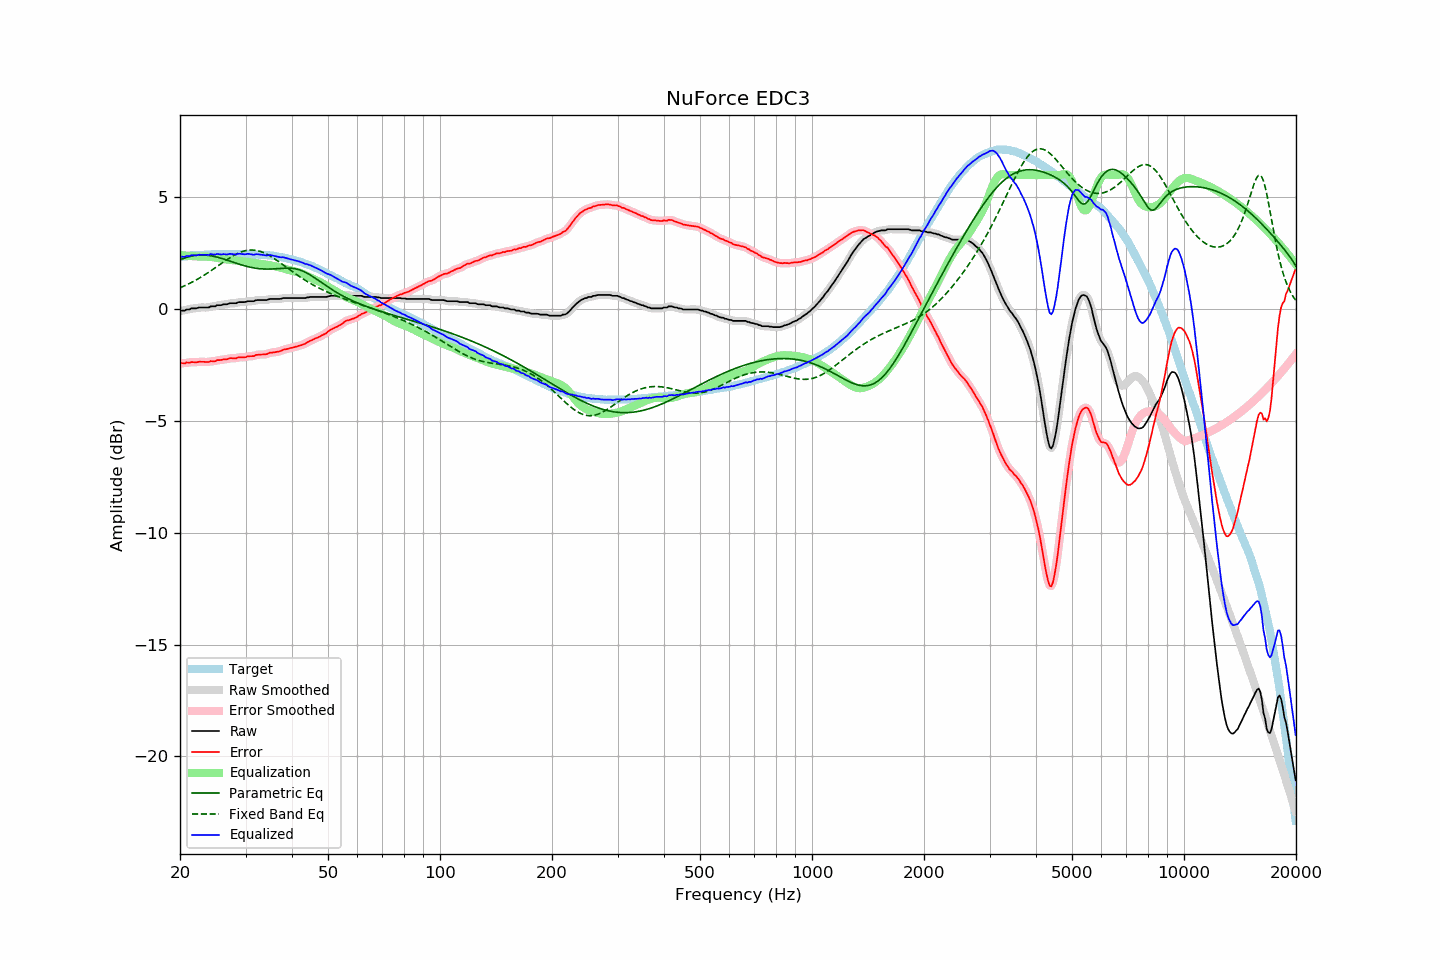 NuForce EDC3
Amplitude (dBr)
5
0
−5
−10
−15
−20
Target
Raw Smoothed
Error Smoothed
Raw
Error
Equalization
Parametric Eq
Fixed Band Eq
Equalized
20 50 100 200 500 1000 2000 5000 10000 20000
Frequency (Hz)